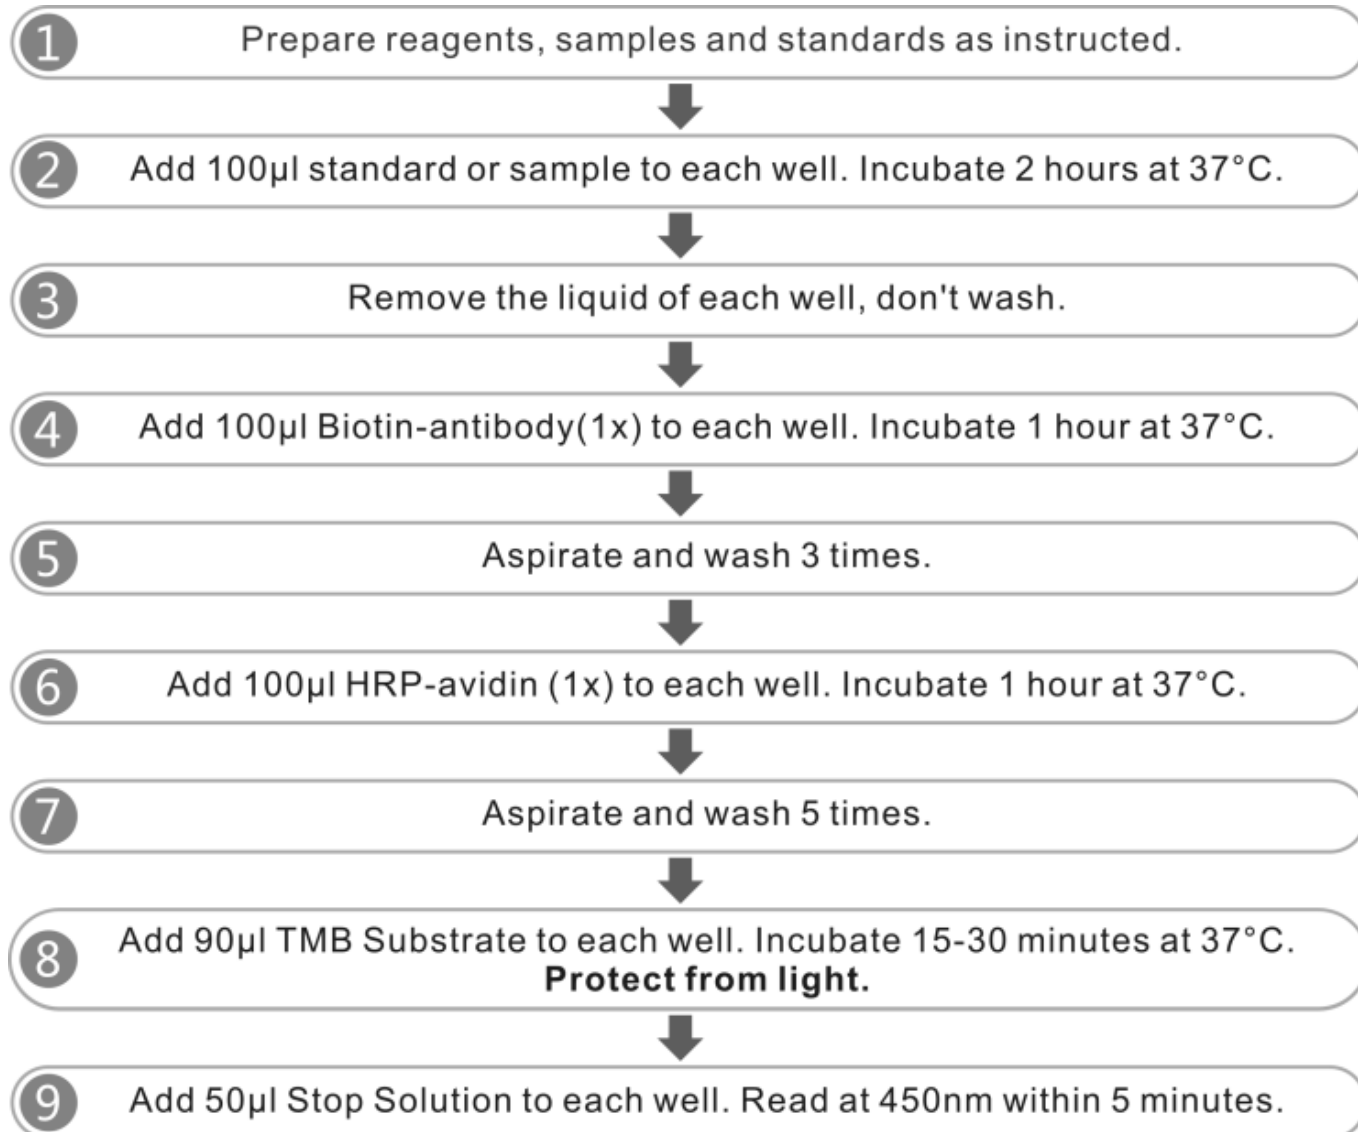 1
Prepare reagents, samples and standards as instructed.
2
Add 100µl standard or sample to each well. Incubate 2 hours at 37°C.
3
Remove the liquid of each well, don't wash.
4
Add 100µl Biotin-antibody(1x) to each well. Incubate 1 hour at 37°C.
5
Aspirate and wash 3 times.
6
Add 100µl HRP-avidin (1x) to each well. Incubate 1 hour at 37°C.
7
Aspirate and wash 5 times.
8
Add 90µl TMB Substrate to each well. Incubate 15-30 minutes at 37°C.
Protect from light.
9
Add 50µl Stop Solution to each well. Read at 450nm within 5 minutes.